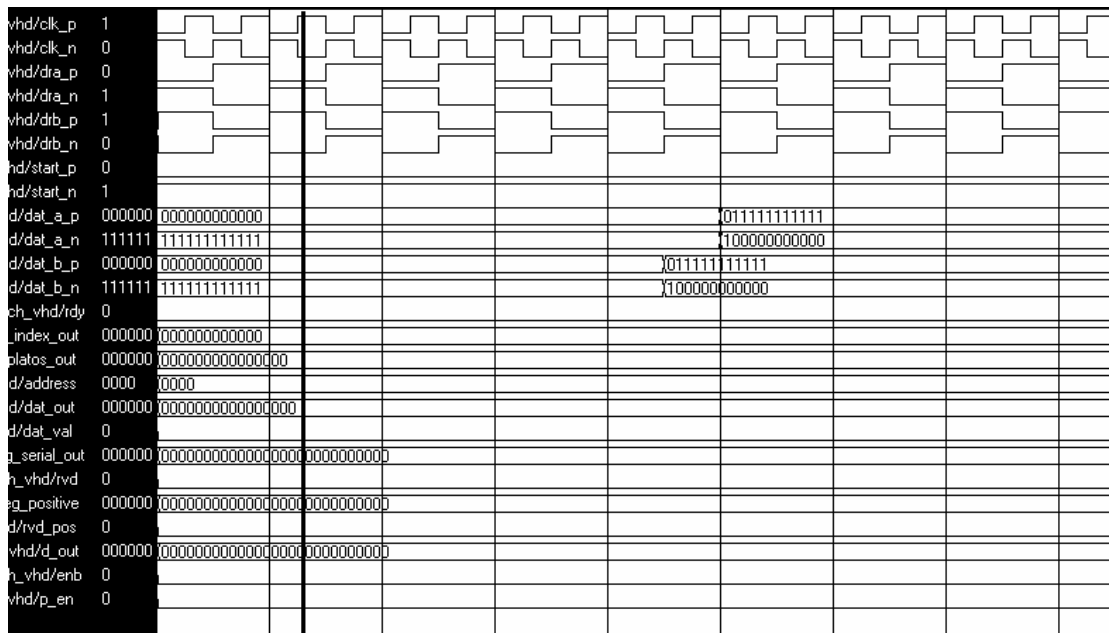 vhd/clk_p 1
vhd/clk_n 0
vhd/dra_p 0
vhd/dra_n 1
vhd/drb_p 1
vhd/drb_n 0
hd/start_p 0
hd/start_n 1
d/dat_a_p 000000 000000000000 011111111111
d/dat_a_n 111111 111111111111 100000000000
d/dat_b_p 000000 000000000000 011111111111
d/dat_b_n 111111 111111111111 100000000000
ch_vhd/rdy 0
_index_out 000000 000000000000
platos_out 000000 000000000000000
d/address 0000 0000
d/dat_out 000000 0000000000000000
d/dat_val 0
g_serial_out 000000 000000000000000000000000000
h_vhd/rvd 0
eg_positive 000000 000000000000000000000000000
d/rvd_pos 0
vhd/d_out 000000 000000000000000000000000000
h_vhd/enb 0
vhd/p_en 0